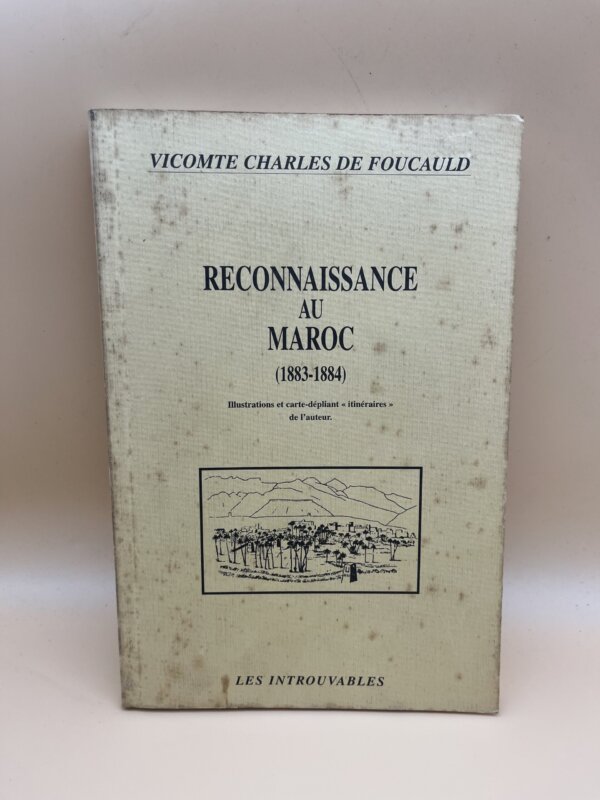 VICOMTE CHARLES DE FOUCAULD
RECONNAISSANCE
AU
MAROC
(1883-1884)
Illustrations et carte-dépliant « itinéraires »
de l'auteur.
LES INTROUVABLES